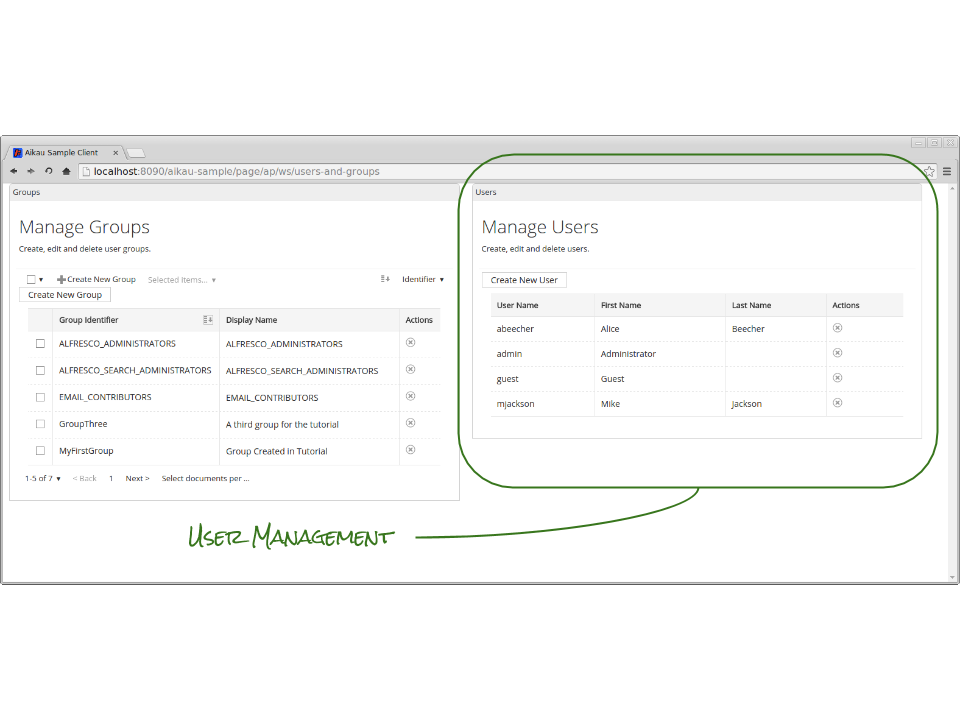 Aikau Sample Client
localhost:8090/aikau-sample/page/ap/ws/users-and-groups
Groups
Manage Groups
Create, edit and delete user groups.
Create New Group Selected items... Identifier
Create New Group
Group Identifier Display Name Actions
ALFRESCO_ADMINISTRATORS ALFRESCO_ADMINISTRATORS
ALFRESCO_SEARCH_ADMINISTRATORS ALFRESCO_SEARCH_ADMINISTRATORS
EMAIL_CONTRIBUTORS EMAIL_CONTRIBUTORS
GroupThree A third group for the tutorial
MyFirstGroup Group Created in Tutorial
1-5 of 7 < Back 1 Next > Select documents per ...
Users
Manage Users
Create, edit and delete users.
Create New User
User Name First Name Last Name Actions
abeecher Alice Beecher
admin Administrator
guest Guest
mjackson Mike Jackson
User Management